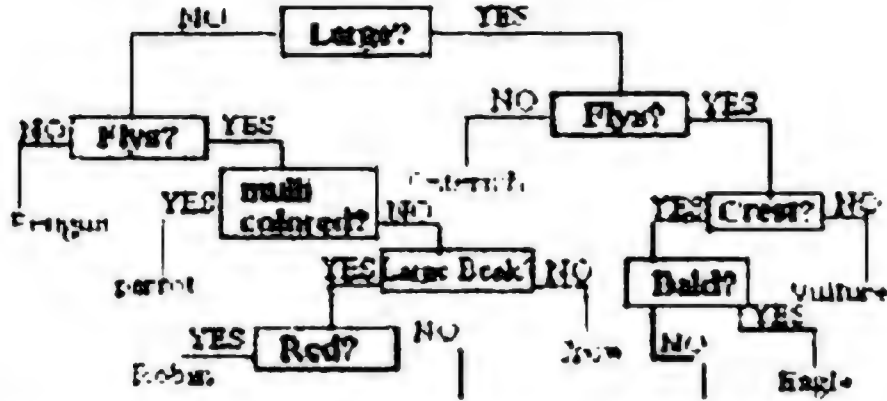 NO Large? YES
NO Flys? YES
NO Flys? YES
Penguin
YES multi colored? NO
YES Crest? NO
parrot
YES Large Beak? NO
Bald?
Vulture
YES Red? NO
NO YES
Robin
Eagle